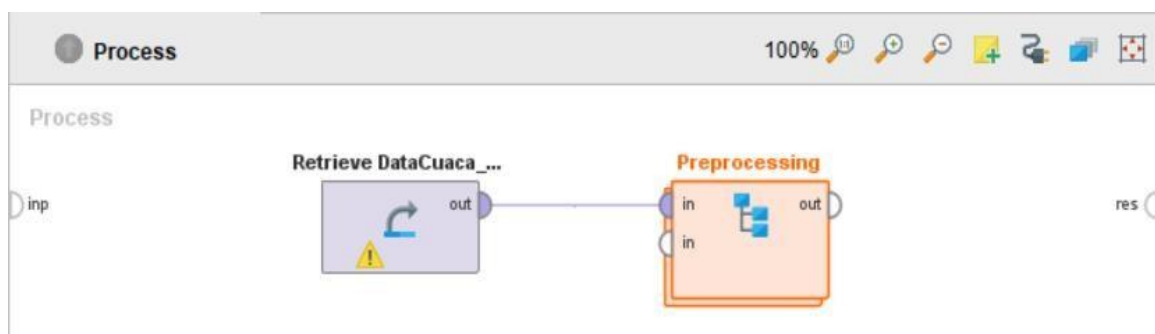 Process
100%
Process
Retrieve DataCuaca_...
Preprocessing
inp
out
in
out
res
in